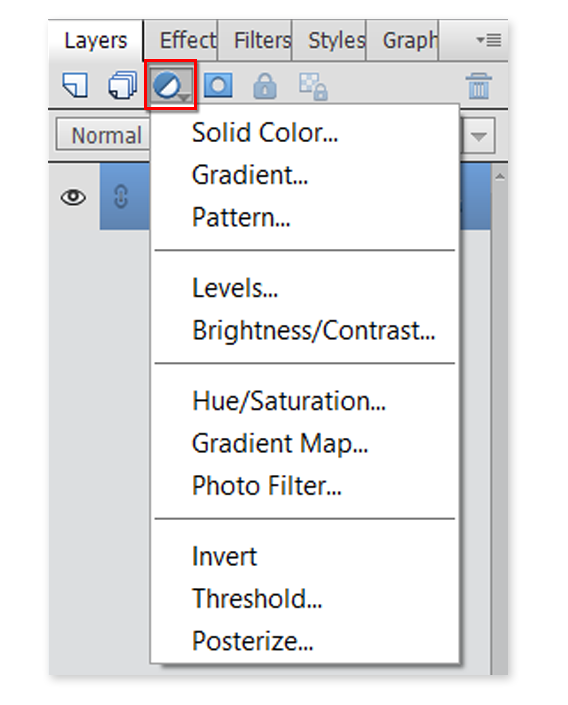 Layers Effect Filters Styles Graph
Normal
Solid Color...
Gradient...
Pattern...
Levels...
Brightness/Contrast...
Hue/Saturation...
Gradient Map...
Photo Filter...
Invert
Threshold...
Posterize...